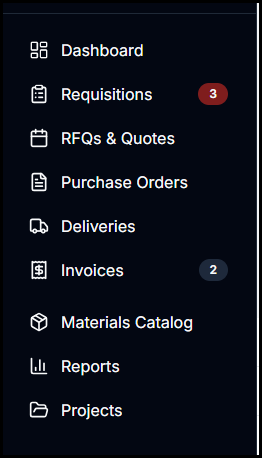 Dashboard
Requisitions 3
RFQs & Quotes
Purchase Orders
Deliveries
Invoices 2
Materials Catalog
Reports
Projects